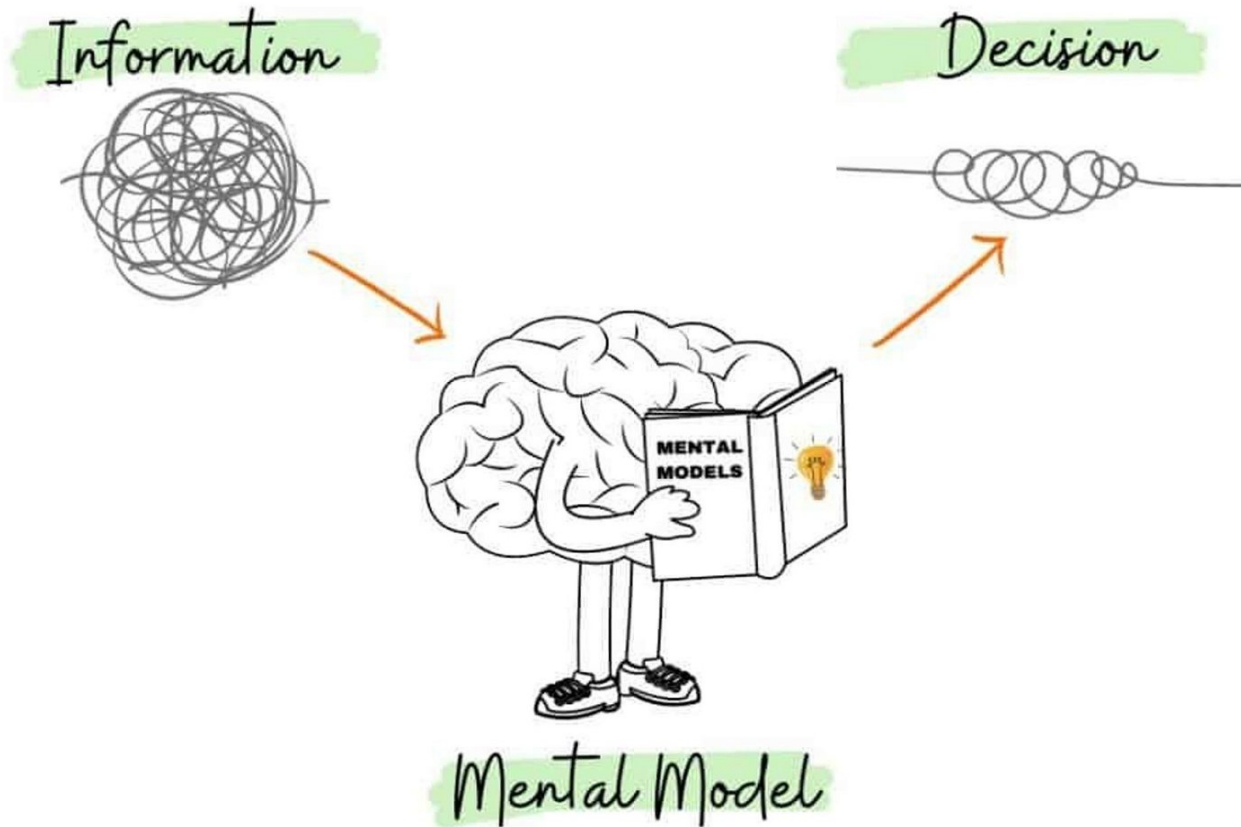 Information
Decision
MENTAL
MODELS
Mental Model